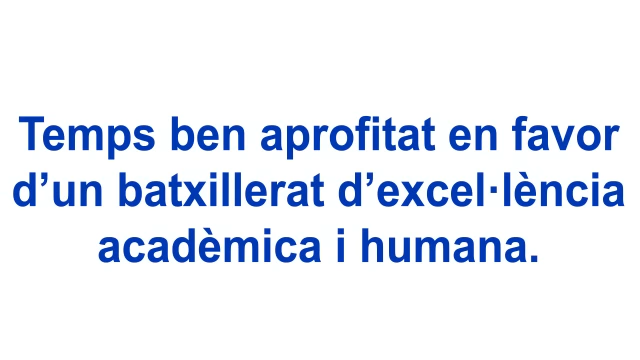 Temps ben aprofitat en favor
d’un batxillerat d’excel·lència
acadèmica i humana.